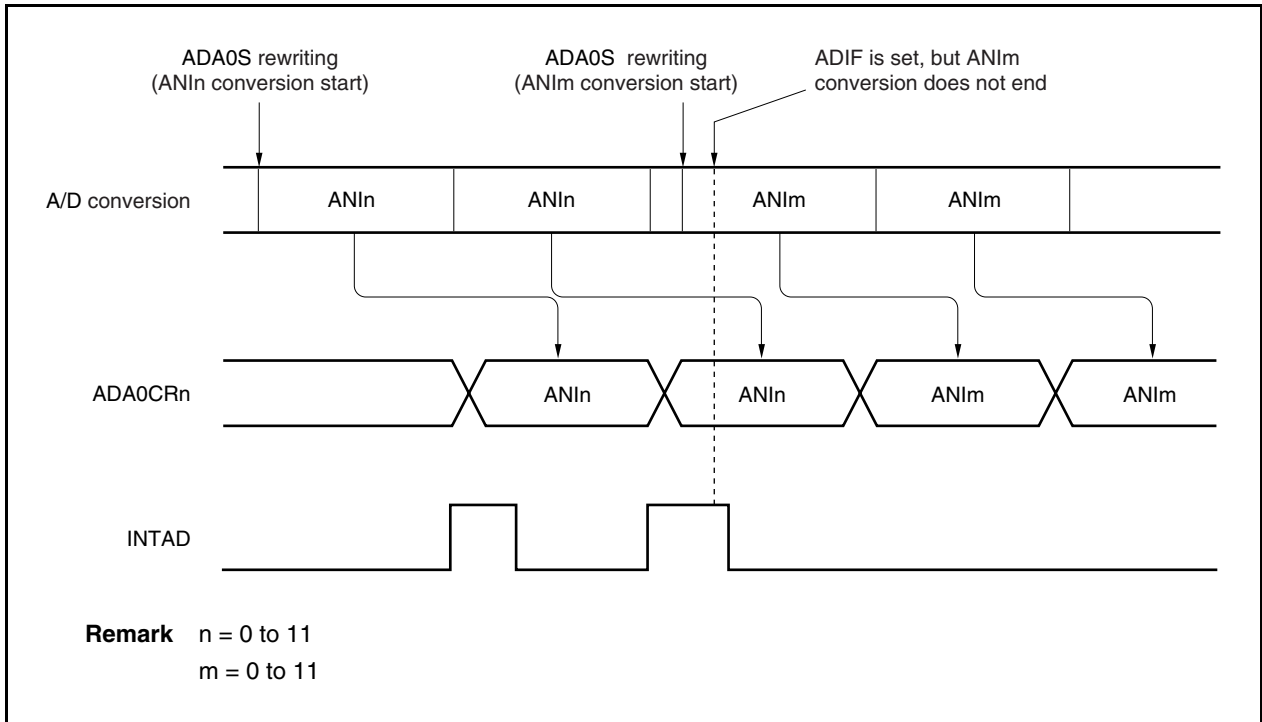 ADA0S rewriting
(ANIn conversion start)
ADA0S rewriting
(ANIm conversion start)
ADIF is set, but ANIm
conversion does not end
A/D conversion
ANIn
ANIn
ANIm
ANIm
ADA0CRn
ANIn
ANIn
ANIm
ANIm
INTAD
Remark n = 0 to 11
m = 0 to 11